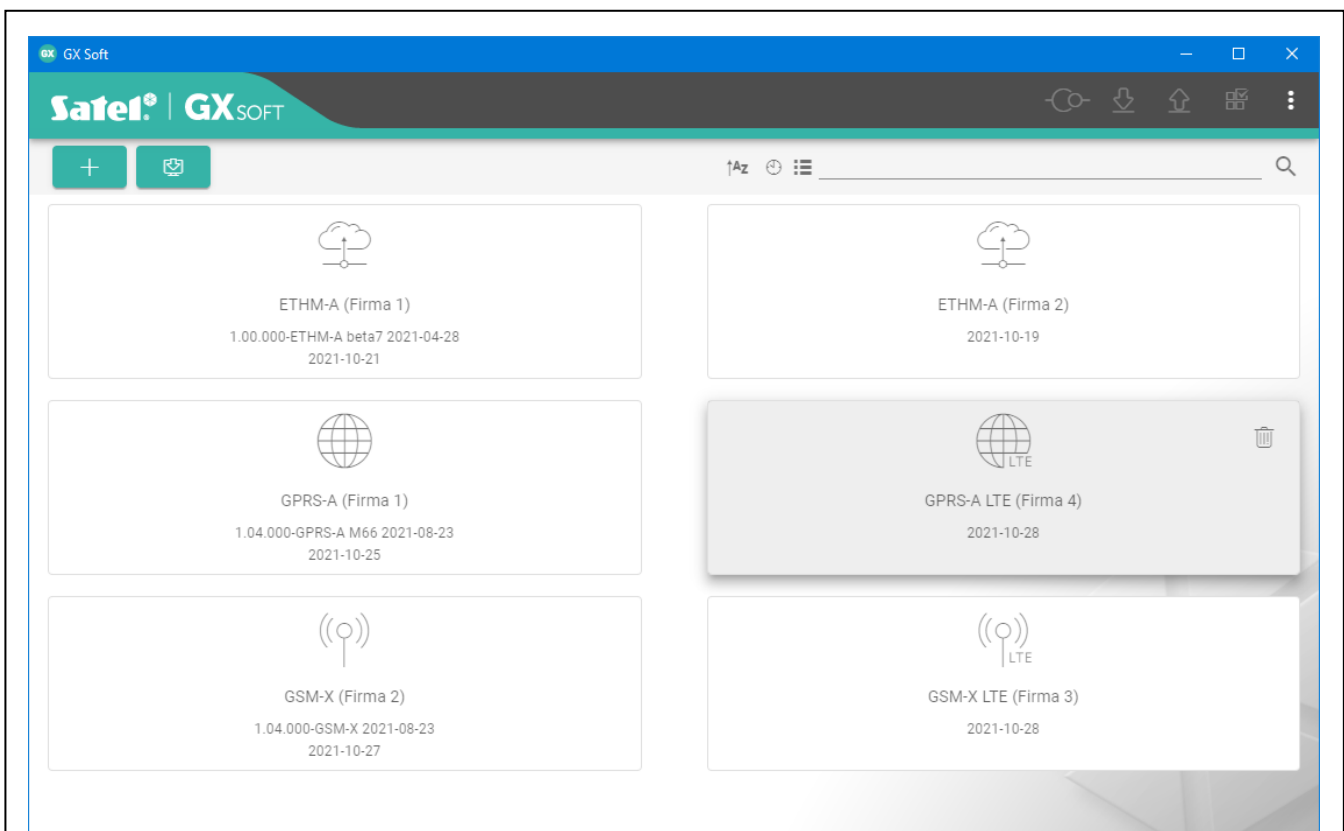 GX GX Soft
Satel® | GX SOFT
↑AZ
ETHM-A (Firma 1)
1.00.000-ETHM-A beta7 2021-04-28
2021-10-21
ETHM-A (Firma 2)
2021-10-19
GPRS-A (Firma 1)
1.04.000-GPRS-A M66 2021-08-23
2021-10-25
LTE
GPRS-A LTE (Firma 4)
2021-10-28
GSM-X (Firma 2)
1.04.000-GSM-X 2021-08-23
2021-10-27
LTE
GSM-X LTE (Firma 3)
2021-10-28